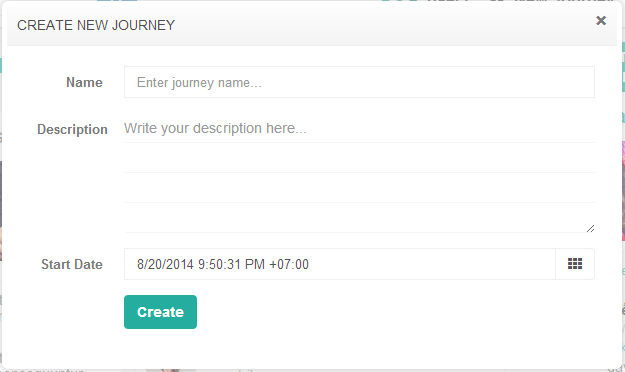 CREATE NEW JOURNEY
Name
Enter journey name...
Description
Write your description here...
Start Date
8/20/2014 9:50:31 PM +07:00
Create